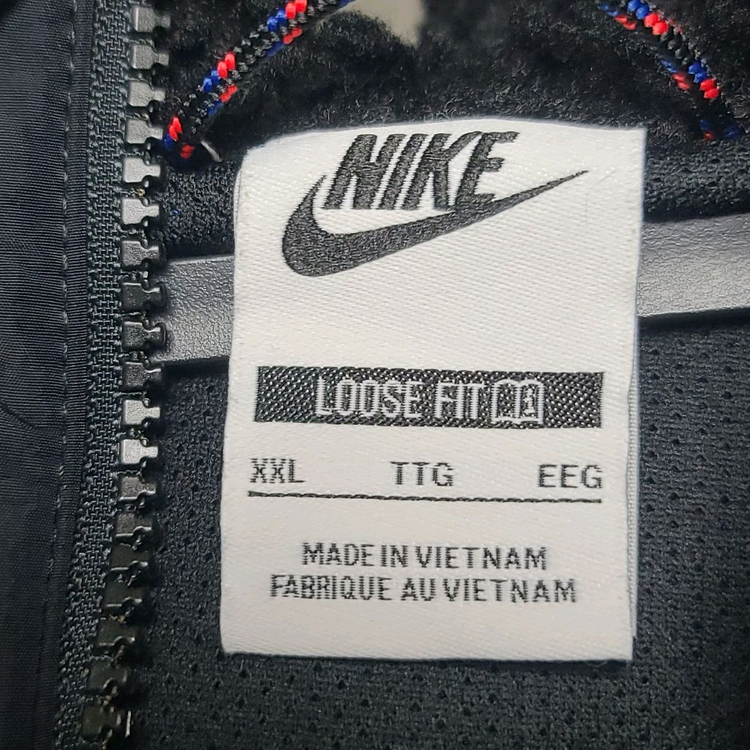 NIKE
LOOSE FIT
XXL TTG EEG
MADE IN VIETNAM
FABRIQUE AU VIETNAM